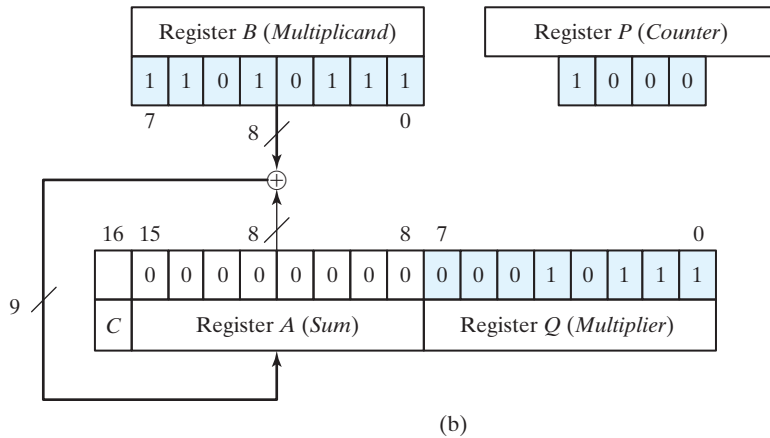 Register B (Multiplicand)
Register P (Counter)
1 1 0 1 0 1 1 1
1 0 0 0
7 8 0
16 15 8 8 7 0
0 0 0 0 0 0 0 0 0 0 0 1 0 1 1 1
9
C Register A (Sum) Register Q (Multiplier)
(b)